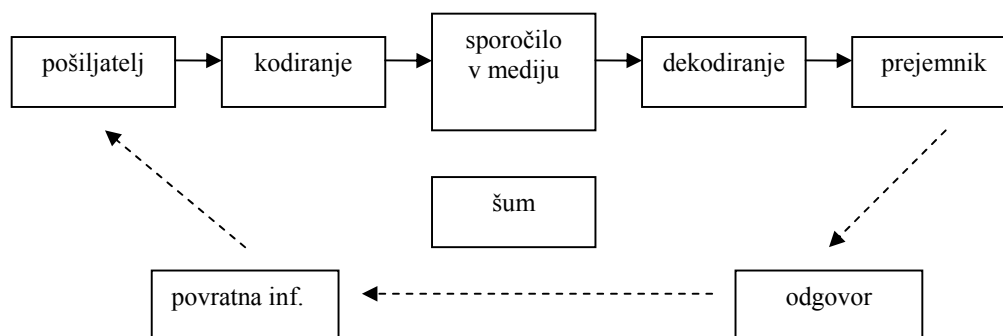 pošiljatelj
kodiranje
sporočilo
v mediju
dekodiranje
prejemnik
šum
povratna inf.
odgovor